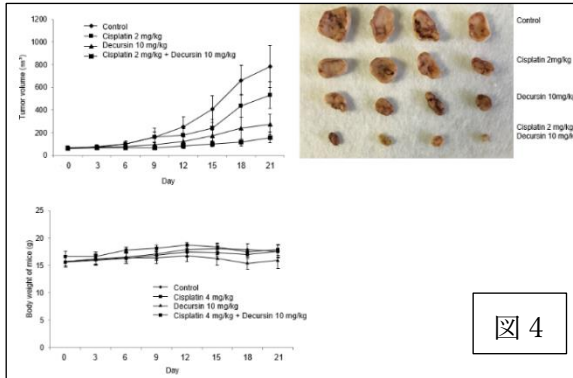 1200
1000
800
600
400
200
0
Tumor volume (㎣)
Control
Cisplatin 2 mg/kg
Decursin 10 mg/kg
Cisplatin 2 mg/kg + Decursin 10 mg/kg
0 3 6 9 12 15 18 21
Day
Control
Cisplatin 2mg/kg
Decursin 10mg/kg
Cisplatin 2 mg/kg
Decursin 10 mg/kg
25
20
15
10
5
0
Body weight of mice (g)
Control
Cisplatin 4 mg/kg
Decursin 10 mg/kg
Cisplatin 4 mg/kg + Decursin 10 mg/kg
0 3 6 9 12 15 18 21
Day
図 4